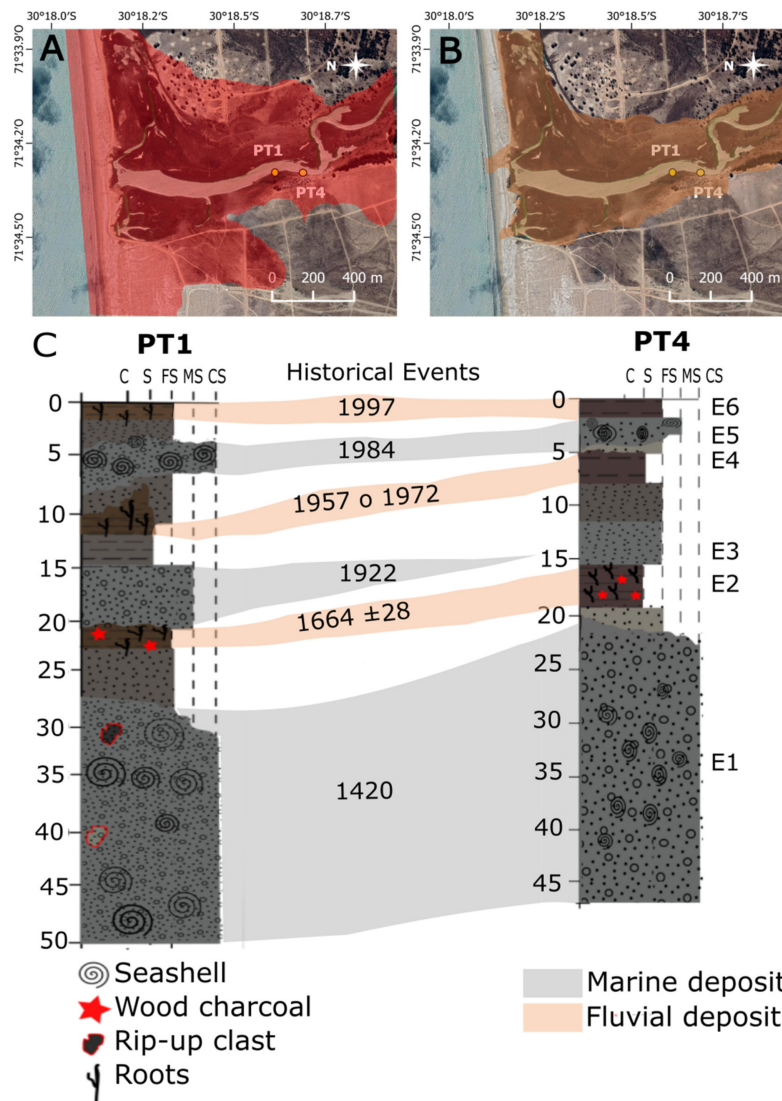 30°18.0'S 30°18.2'S 30°18.5'S 30°18.7'S
30°18.0'S 30°18.2'S 30°18.5'S 30°18.7'S
71°33.9'O
71°34.2'O
71°34.5'O
A
N
PT1
PT4
0 200 400 m
71°33.9'O
71°34.2'O
71°34.5'O
B
N
PT1
PT4
0 200 400 m
C
PT1
PT4
C S FS MS CS
Historical Events
C S FS MS CS
0
5
10
15
20
25
30
35
40
45
50
1997
1984
1957 o 1972
1922
1664 ±28
1420
0
5
10
15
20
25
30
35
40
45
E6
E5
E4
E3
E2
E1
Seashell
Wood charcoal
Rip-up clast
Roots
Marine deposit
Fluvial deposit